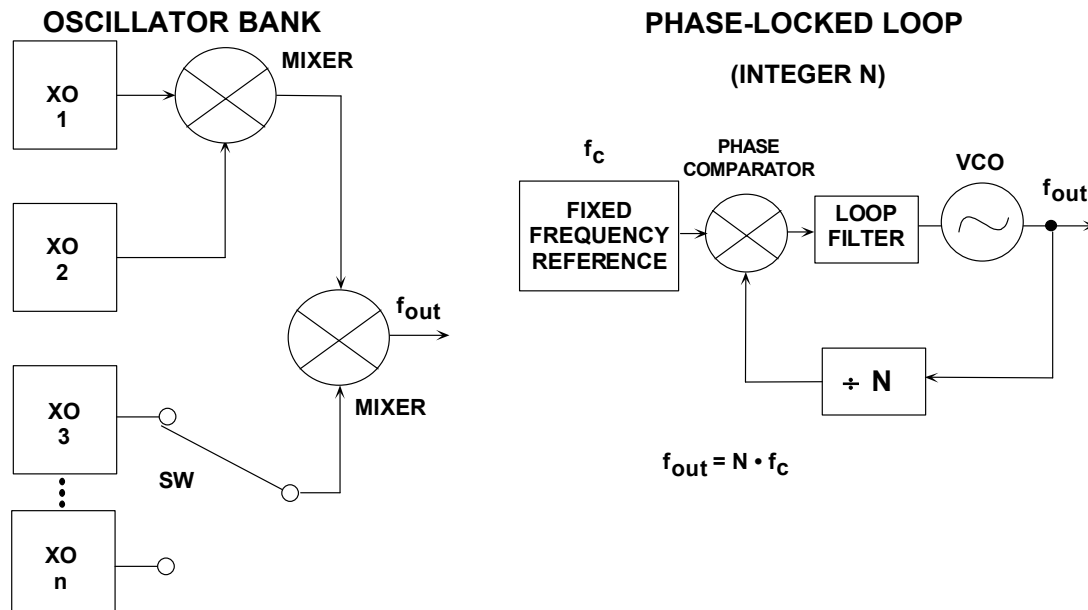 OSCILLATOR BANK
XO
1
MIXER
XO
2
f_out
XO
3
MIXER
SW
XO
n
PHASE-LOCKED LOOP
(INTEGER N)
f_c
PHASE
COMPARATOR
VCO
f_out
FIXED
FREQUENCY
REFERENCE
LOOP
FILTER
÷ N
f_out = N • f_c